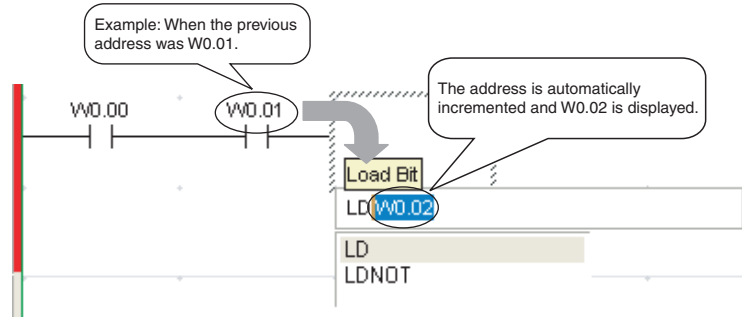 Example: When the previous
address was W0.01.
The address is automatically
incremented and W0.02 is displayed.
W0.00
W0.01
Load Bit
LD W0.02
LD
LDNOT